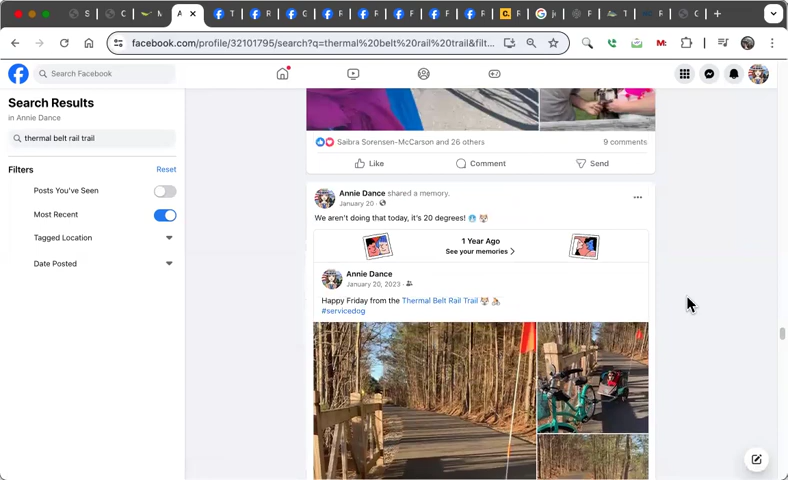 facebook.com/profile/32101795/search?q=thermal%20belt%20rail%20trail&filt...
Search Facebook
Search Results
in Annie Dance
thermal belt rail trail
Filters
Reset
Posts You've Seen
Most Recent
Tagged Location
Date Posted
Saibra Sorensen-McCarson and 26 others
9 comments
Like
Comment
Send
Annie Dance shared a memory.
January 20 ·
We aren't doing that today, it's 20 degrees!
1 Year Ago
See your memories
Annie Dance
January 20, 2023 ·
Happy Friday from the Thermal Belt Rail Trail
#servicedog